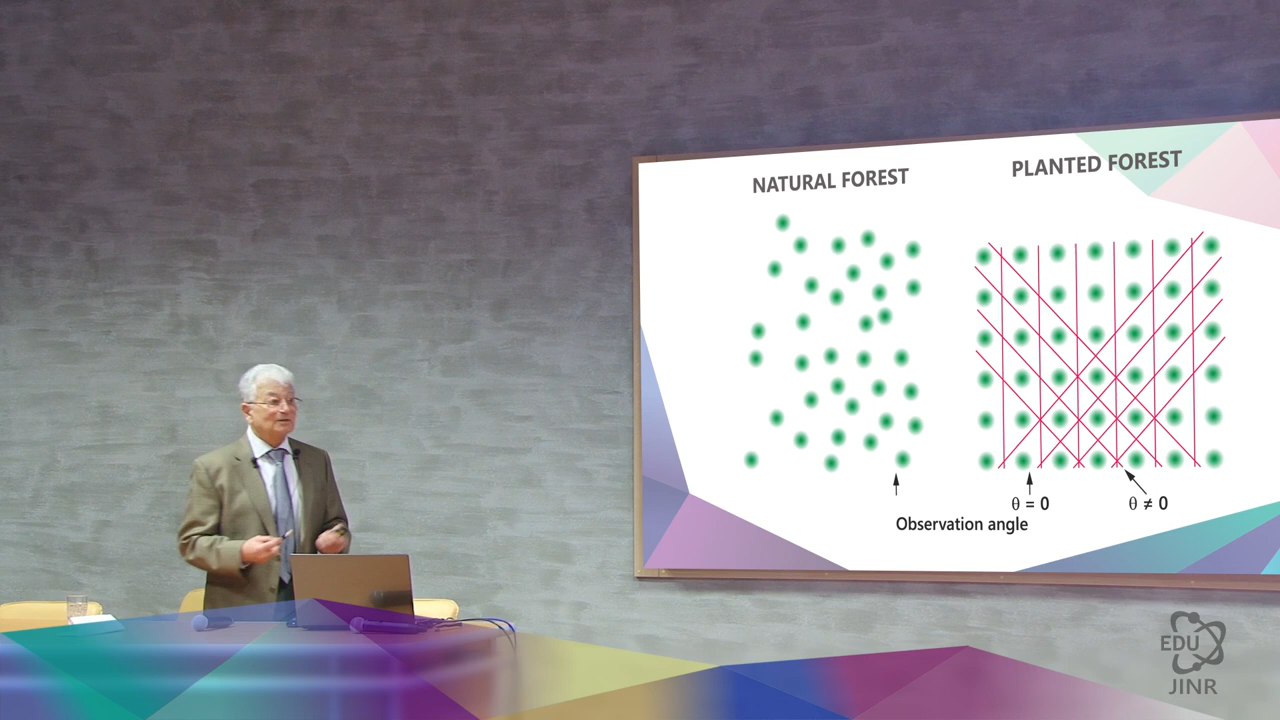 NATURAL FOREST
PLANTED FOREST
θ = 0
θ ≠ 0
Observation angle
EDU
JINR